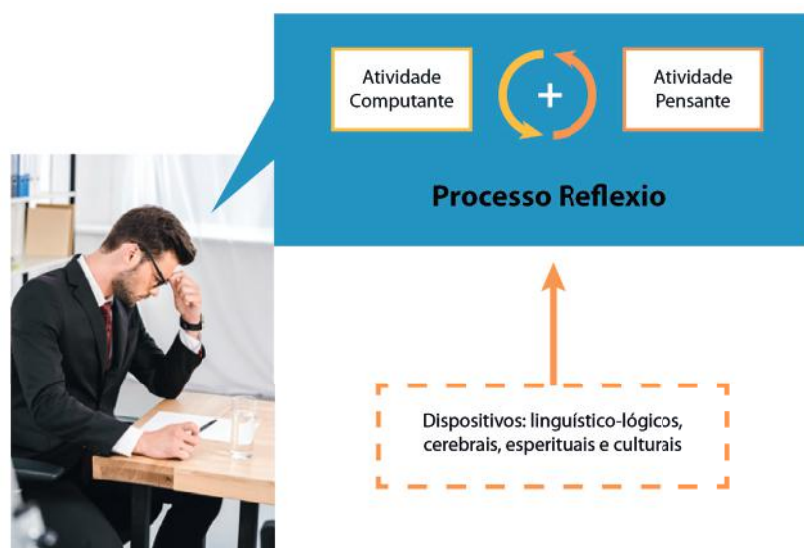 Atividade
Computante
+
Atividade
Pensante
Processo Reflexio
Dispositivos: linguístico-lógicos,
cerebrais, esperituais e culturais